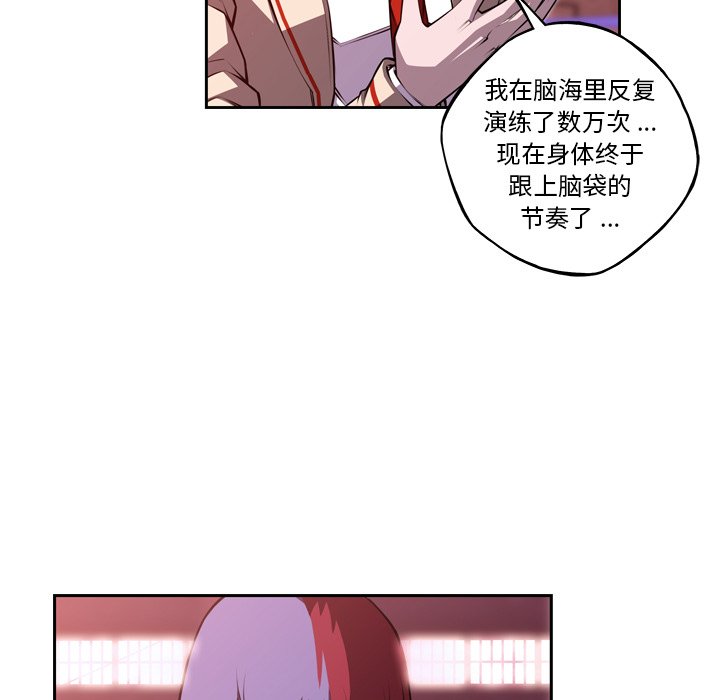 我在脑海里反复
演练了数万次 ...
现在身体终于
跟上脑袋的
节奏了 ...